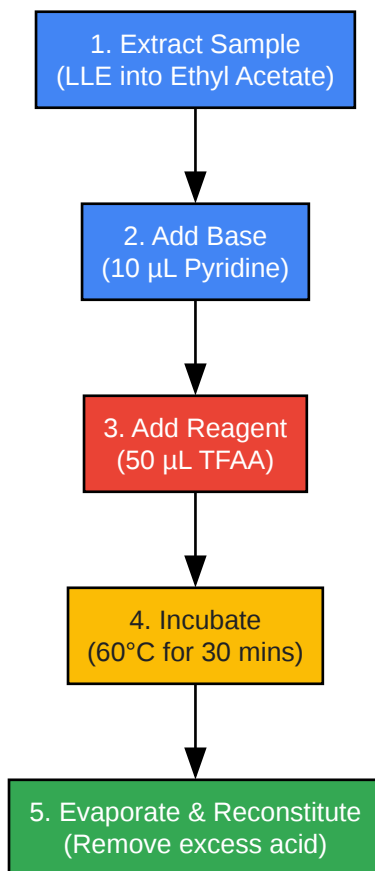 1. Extract Sample
(LLE into Ethyl Acetate)
2. Add Base
(10 µL Pyridine)
3. Add Reagent
(50 µL TFAA)
4. Incubate
(60°C for 30 mins)
5. Evaporate & Reconstitute
(Remove excess acid)